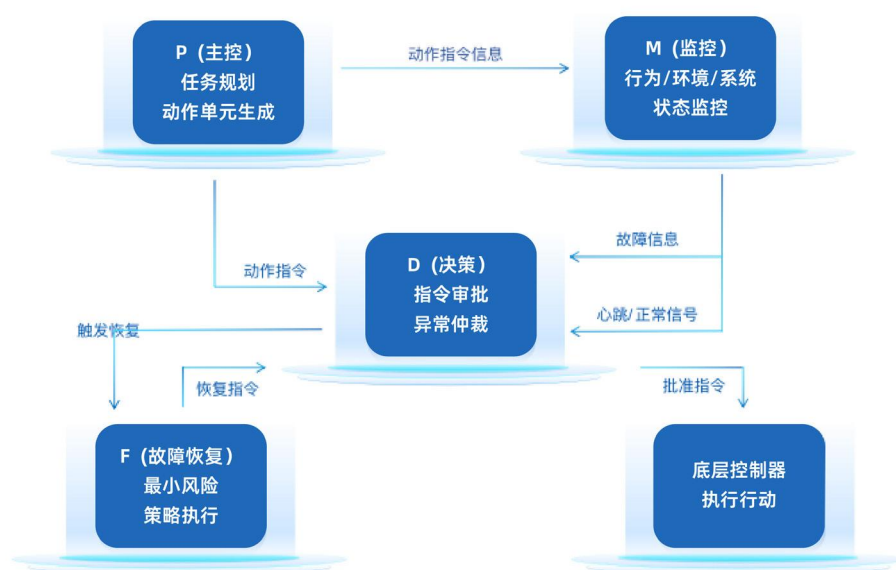 P (主控)
任务规划
动作单元生成
动作指令信息
M (监控)
行为/环境/系统
状态监控
动作指令
D (决策)
指令审批
异常仲裁
故障信息
心跳/正常信号
触发恢复
恢复指令
批准指令
F (故障恢复)
最小风险
策略执行
底层控制器
执行行动